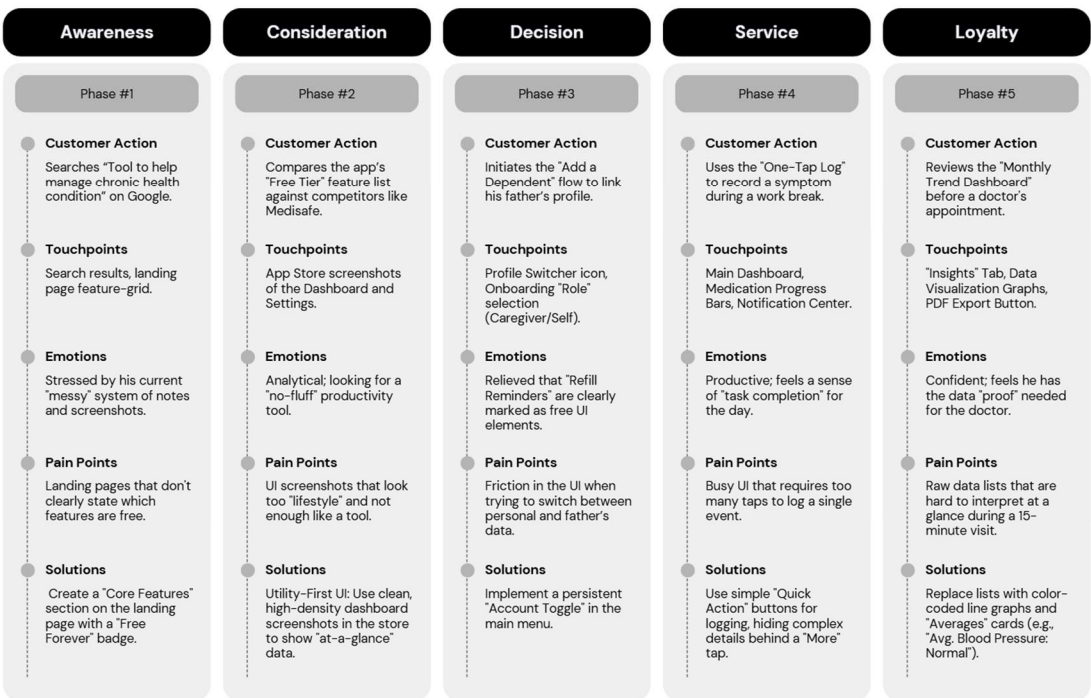 Awareness
Phase #1
Customer Action
Searches “Tool to help
manage chronic health
condition” on Google.
Touchpoints
Search results, landing
page feature-grid.
Emotions
Stressed by his current
"messy" system of notes
and screenshots.
Pain Points
Landing pages that don't
clearly state which
features are free.
Solutions
Create a "Core Features"
section on the landing
page with a "Free
Forever" badge.
Consideration
Phase #2
Customer Action
Compares the app’s
"Free Tier" feature list
against competitors like
Medisafe.
Touchpoints
App Store screenshots
of the Dashboard and
Settings.
Emotions
Analytical; looking for a
"no-fluff" productivity
tool.
Pain Points
UI screenshots that look
too "lifestyle" and not
enough like a tool.
Solutions
Utility-First UI: Use clean,
high-density dashboard
screenshots in the store
to show "at-a-glance"
data.
Decision
Phase #3
Customer Action
Initiates the "Add a
Dependent" flow to link
his father’s profile.
Touchpoints
Profile Switcher icon,
Onboarding "Role"
selection
(Caregiver/Self).
Emotions
Relieved that "Refill
Reminders" are clearly
marked as free UI
elements.
Pain Points
Friction in the UI when
trying to switch between
personal and father’s
data.
Solutions
Implement a persistent
"Account Toggle" in the
main menu.
Service
Phase #4
Customer Action
Uses the "One-Tap Log"
to record a symptom
during a work break.
Touchpoints
Main Dashboard,
Medication Progress
Bars, Notification Center.
Emotions
Productive; feels a sense
of "task completion" for
the day.
Pain Points
Busy UI that requires too
many taps to log a single
event.
Solutions
Use simple "Quick
Action" buttons for
logging, hiding complex
details behind a "More"
tap.
Loyalty
Phase #5
Customer Action
Reviews the "Monthly
Trend Dashboard"
before a doctor's
appointment.
Touchpoints
"Insights" Tab, Data
Visualization Graphs,
PDF Export Button.
Emotions
Confident; feels he has
the data "proof" needed
for the doctor.
Pain Points
Raw data lists that are
hard to interpret at a
glance during a 15-
minute visit.
Solutions
Replace lists with color-
coded line graphs and
"Averages" cards (e.g.,
"Avg. Blood Pressure:
Normal").